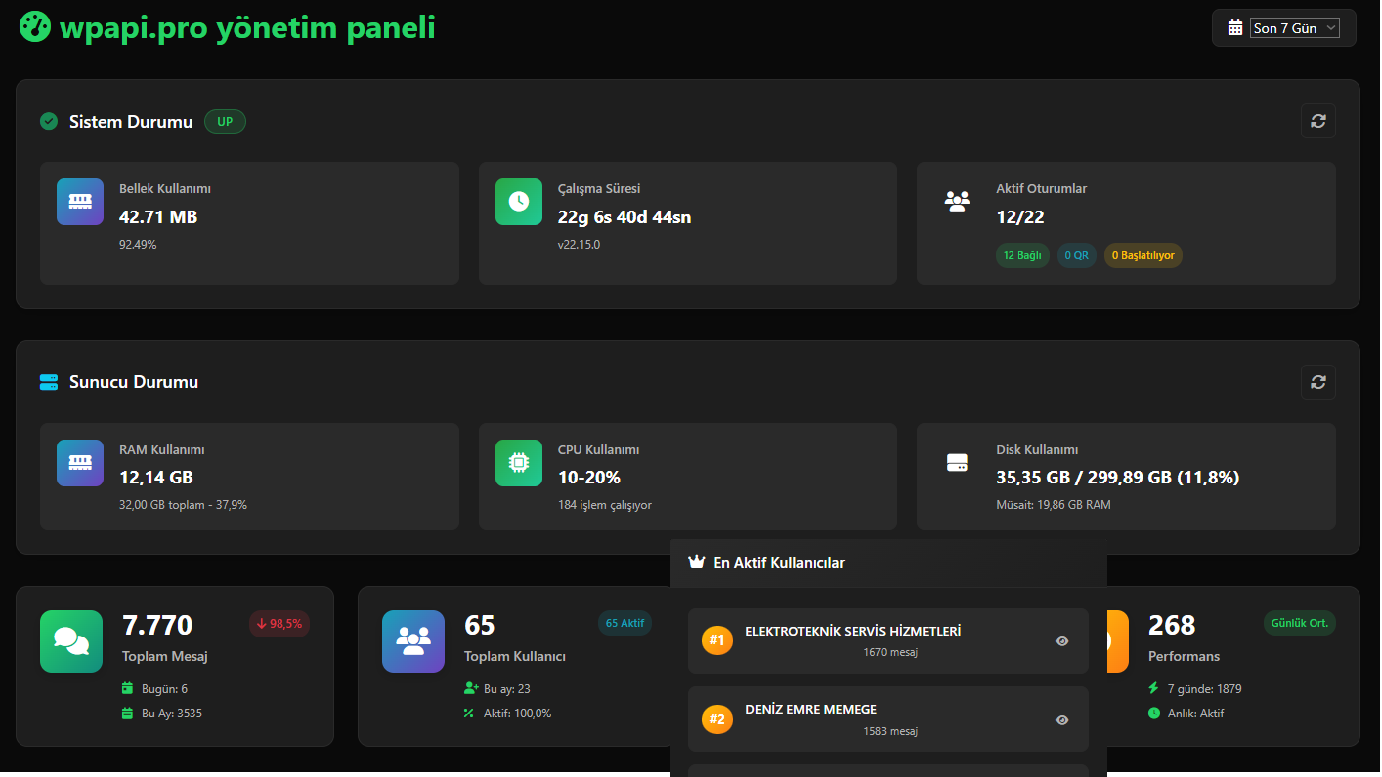 wpapi.pro yönetim paneli
Son 7 Gün
Sistem Durumu
UP
Bellek Kullanımı
42.71 MB
92.49%
Çalışma Süresi
22g 6s 40d 44sn
v22.15.0
Aktif Oturumlar
12/22
12 Bağlı
0 QR
0 Başlatılıyor
Sunucu Durumu
RAM Kullanımı
12,14 GB
32,00 GB toplam - 37,9%
CPU Kullanımı
10-20%
184 işlem çalışıyor
Disk Kullanımı
35,35 GB / 299,89 GB (11,8%)
Müsait: 19,86 GB RAM
7.770
98,5%
Toplam Mesaj
Bugün: 6
Bu Ay: 3535
65
65 Aktif
Toplam Kullanıcı
Bu ay: 23
Aktif: 100,0%
En Aktif Kullanıcılar
#1
ELEKTROTEKNİK SERVİS HİZMETLERİ
1670 mesaj
#2
DENİZ EMRE MEMEGE
1583 mesaj
268
Günlük Ort.
Performans
7 günde: 1879
Anlık: Aktif